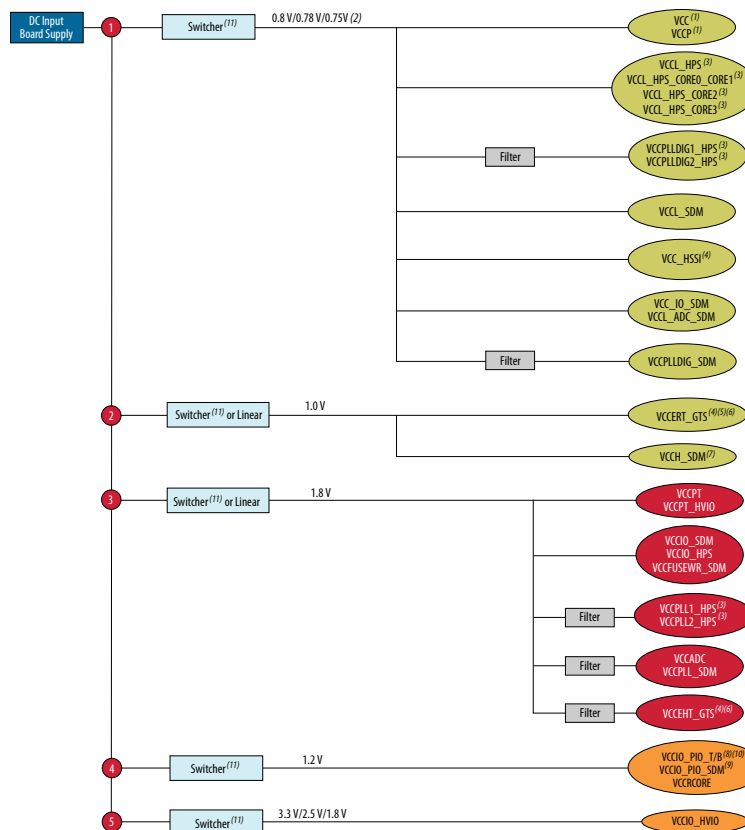 DC Input
Board Supply
1
Switcher(11)
0.8 V/0.78 V/0.75V (2)
VCC (1)
VCCP (1)
VCCL_HPS (3)
VCCL_HPS_CORE0_CORE1 (3)
VCCL_HPS_CORE2 (3)
VCCL_HPS_CORE3 (3)
Filter
VCCPLLDIG1_HPS (3)
VCCPLLDIG2_HPS (3)
VCCL_SDM
VCC_HSSI (4)
VCC_IO_SDM
VCCL_ADC_SDM
Filter
VCCPLLDIG_SDM
2
Switcher(11) or Linear
1.0 V
VCCERT_GTS (4)(5)(6)
VCCH_SDM (7)
3
Switcher(11) or Linear
1.8 V
VCCPT
VCCPT_HVIO
VCCIO_SDM
VCCIO_HPS
VCCFUSEWR_SDM
Filter
VCCPLL1_HPS (3)
VCCPLL2_HPS (3)
Filter
VCCADC
VCCPLL_SDM
Filter
VCCEHT_GTS (4)(6)
4
Switcher(11)
1.2 V
VCCIO_PIO_T/B (8)(10)
VCCIO_PIO_SDM (9)
VCCRCORE
5
Switcher(11)
3.3 V/2.5 V/1.8 V
VCCIO_HVIO